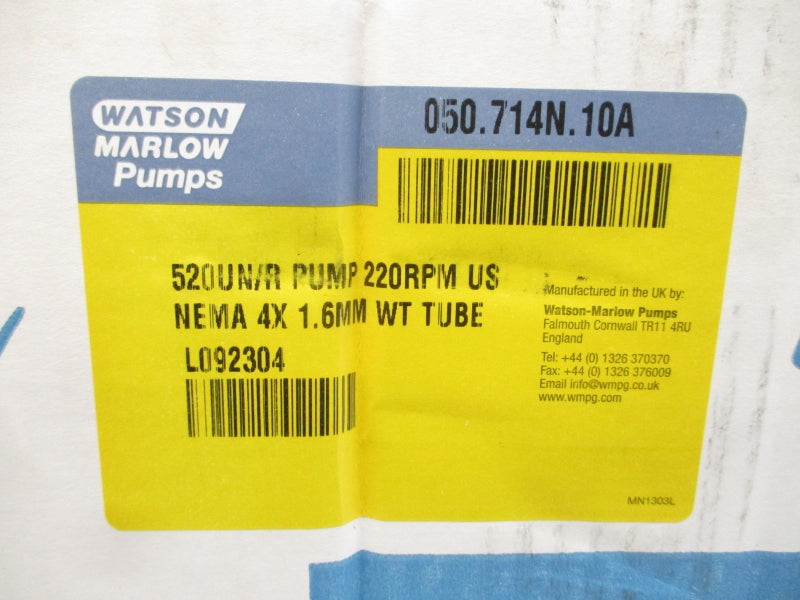 WATSON
MARLOW
Pumps
050.714N.10A
520UN/R PUMP 220RPM US
NEMA 4X 1.6MM WT TUBE
L092304
Manufactured in the UK by:
Watson-Marlow Pumps
Falmouth Cornwall TR11 4RU
England
Tel: +44 (0) 1326 370370
Fax: +44 (0) 1326 376009
Email info@wmpg.co.uk
www.wmpg.com
MN1303L